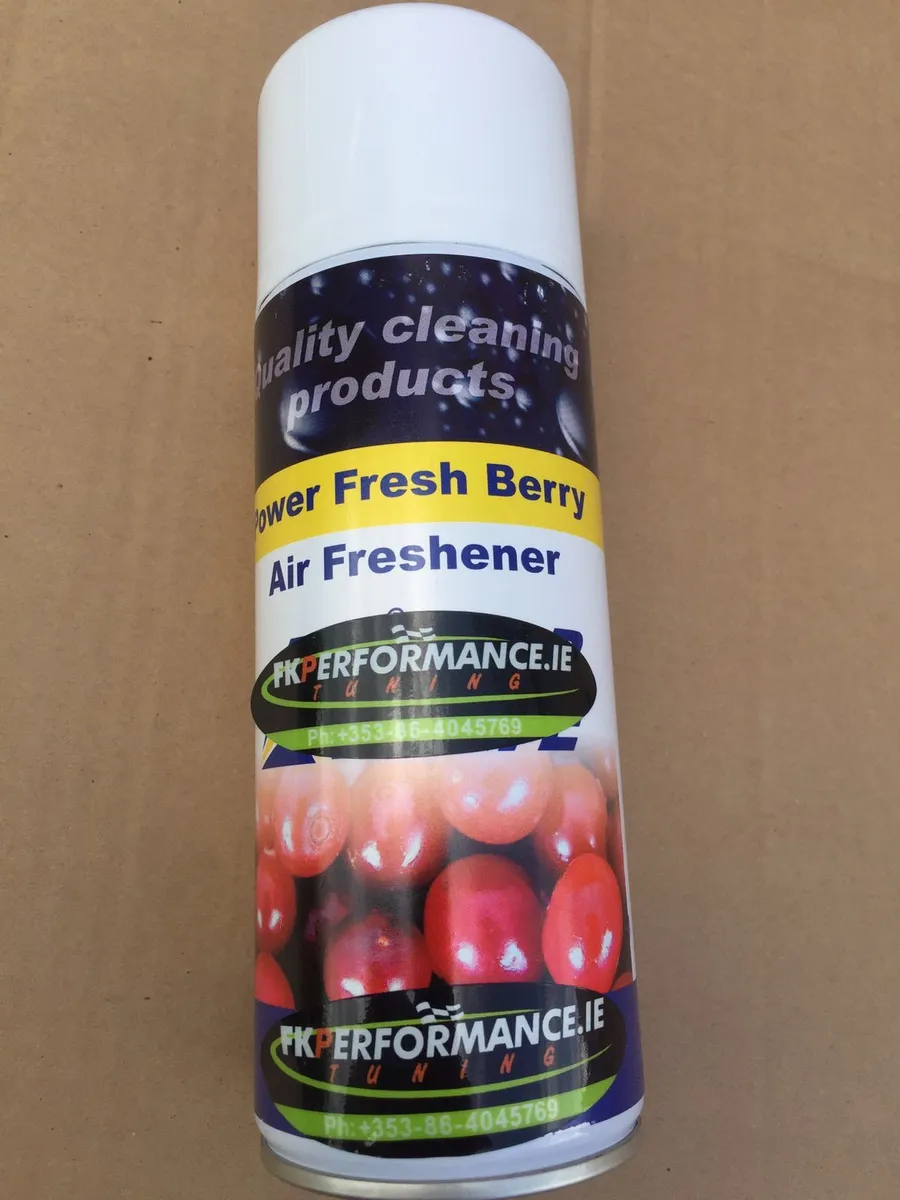 Quality cleaning
products
Power Fresh Berry
Air Freshener
®
FKPERFORMANCE.IE
TUNING
Ph:+353-86-4045769
FKPERFORMANCE.IE
TUNING
Ph:+353-86-4045769